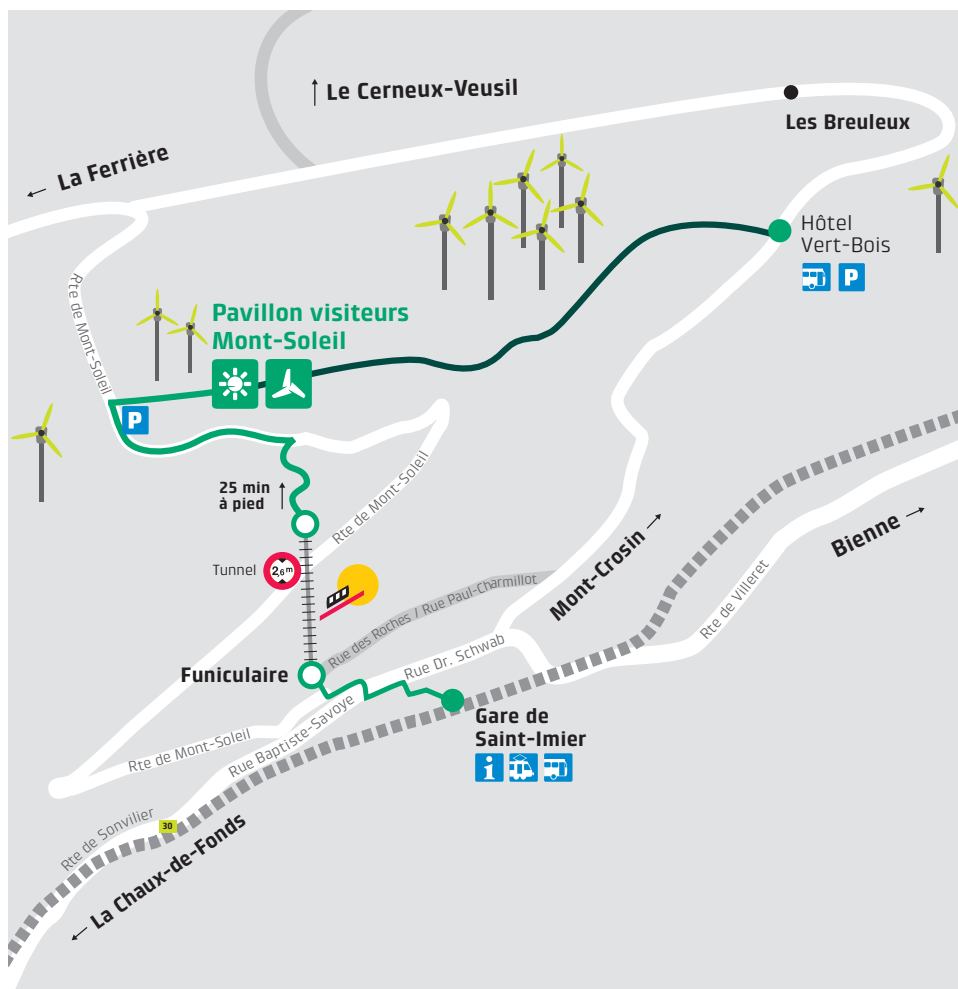 ↑ Le Cerneux-Veusil
Les Breuleux
← La Ferrière
Hôtel
Vert-Bois
P
Rte de Mont-Soleil
Pavillon visiteurs
Mont-Soleil
P
25 min
à pied
Rte de Mont-Soleil
Tunnel
2,6 m
Bienne →
Mont-Crosin →
Rte de Villeret
Rue des Roches / Rue Paul-Charmillot
Rue Dr. Schwab
Funiculaire
Gare de
Saint-Imier
i
Rte de Mont-Soleil
Rue Baptiste-Savoye
Rte de Sonvilier
30
← La Chaux-de-Fonds